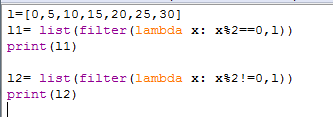 l=[0,5,10,15,20,25,30]
l1= list(filter(lambda x: x%2==0,l))
print(l1)
l2= list(filter(lambda x: x%2!=0,l))
print(l2)